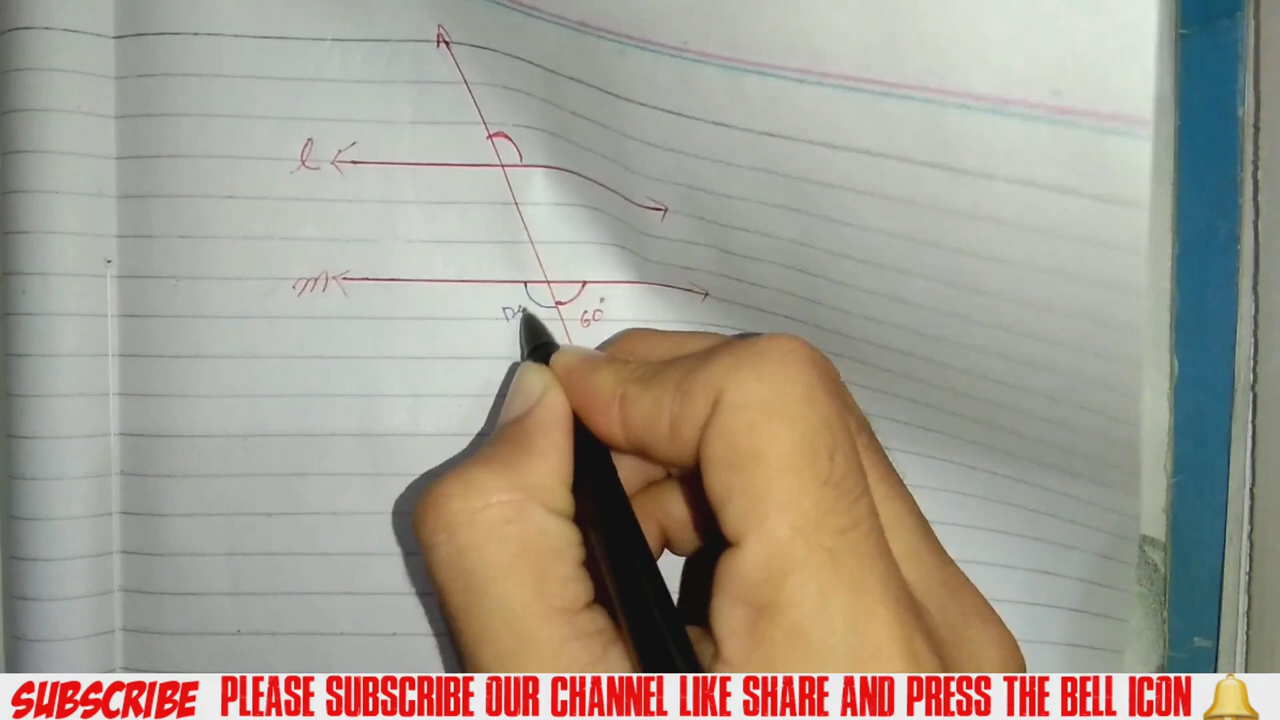 l
m
60°
SUBSCRIBE PLEASE SUBSCRIBE OUR CHANNEL LIKE SHARE AND PRESS THE BELL ICON